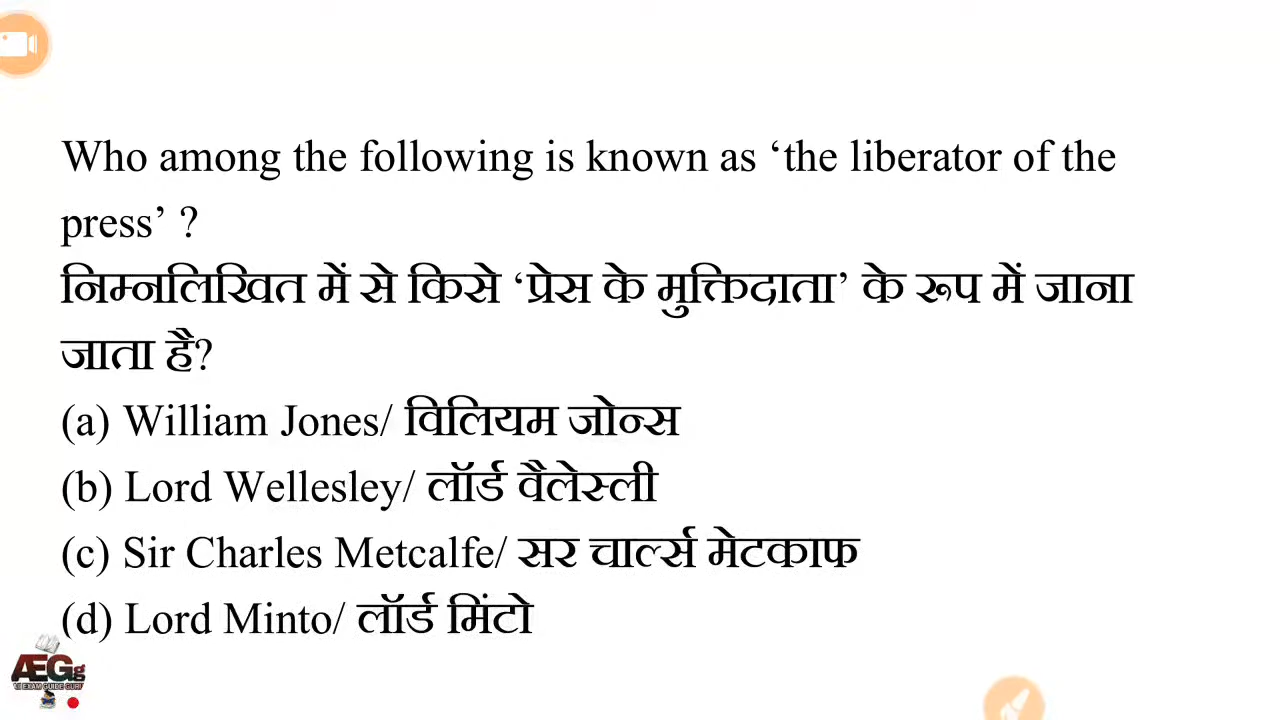 Who among the following is known as ‘the liberator of the
press’ ?
निम्नलिखित में से किसे ‘प्रेस के मुक्तिदाता’ के रूप में जाना
जाता है?
(a) William Jones/ विलियम जोन्स
(b) Lord Wellesley/ लॉर्ड वैलेस्ली
(c) Sir Charles Metcalfe/ सर चार्ल्स मेटकाफ
(d) Lord Minto/ लॉर्ड मिंटो
ÆGg